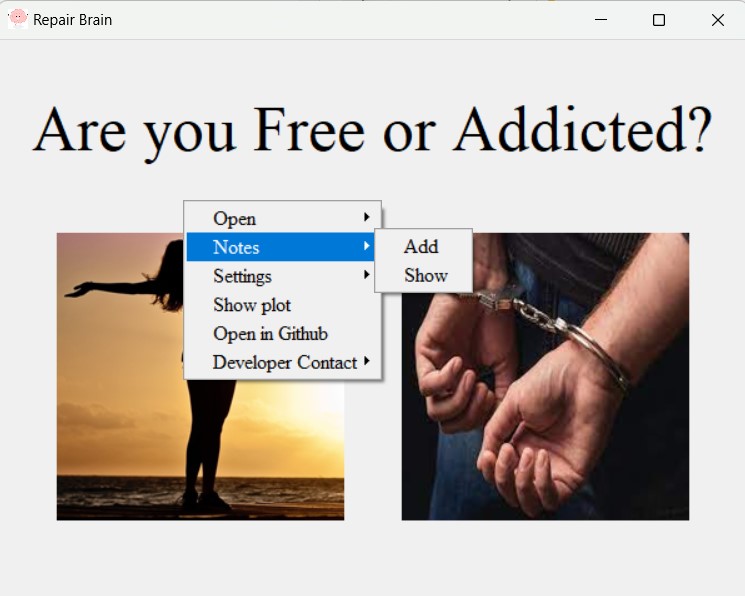 Repair Brain
Are you Free or Addicted?
Open
Notes
Add
Settings
Show
Show plot
Open in Github
Developer Contact